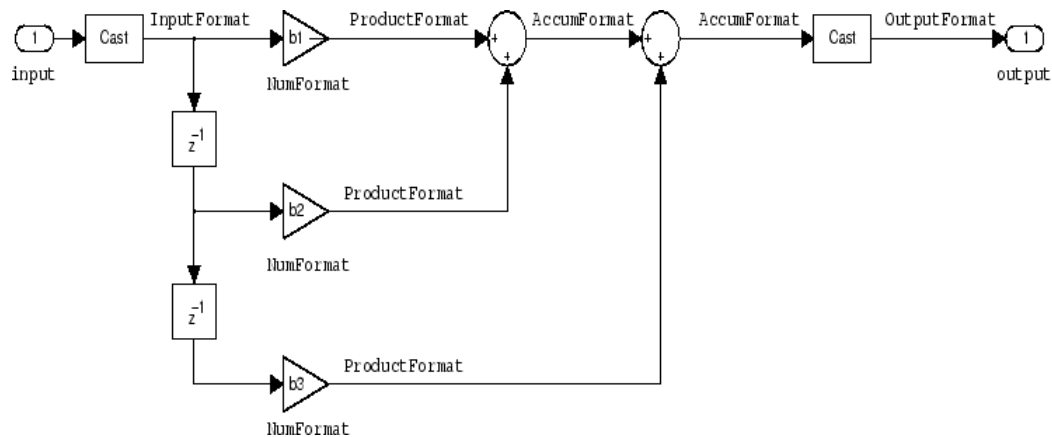 InputFormat ProductFormat AccumFormat AccumFormat OutputFormat
1 Cast b1 + + Cast 1
+ +
input NumFormat output
z⁻¹
ProductFormat
b2
NumFormat
z⁻¹
ProductFormat
b3
NumFormat